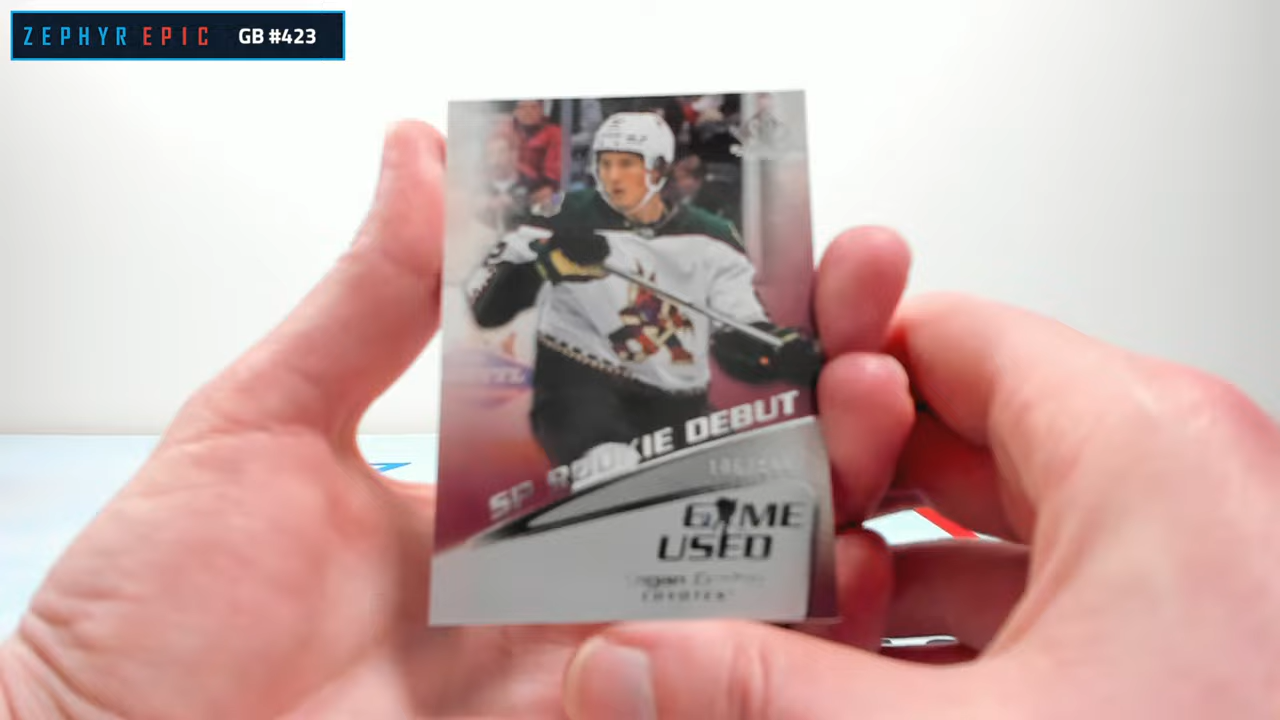 ZEPHYR EPIC GB #423
SP ROOKIE DEBUT
GAME
USED
COYOTES